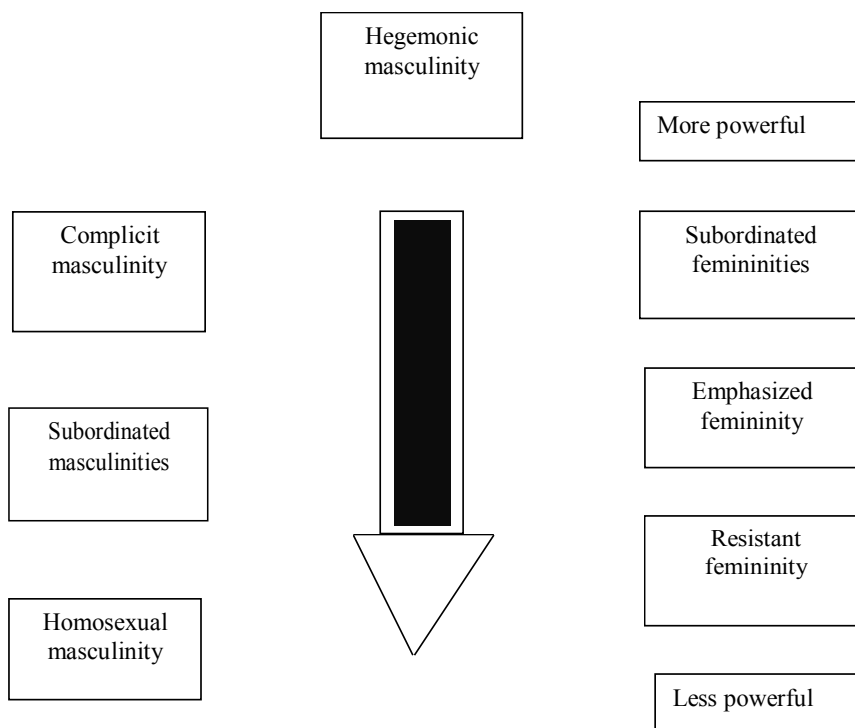 Hegemonic
masculinity
More powerful
Complicit
masculinity
Subordinated
femininities
Emphasized
femininity
Subordinated
masculinities
Resistant
femininity
Homosexual
masculinity
Less powerful